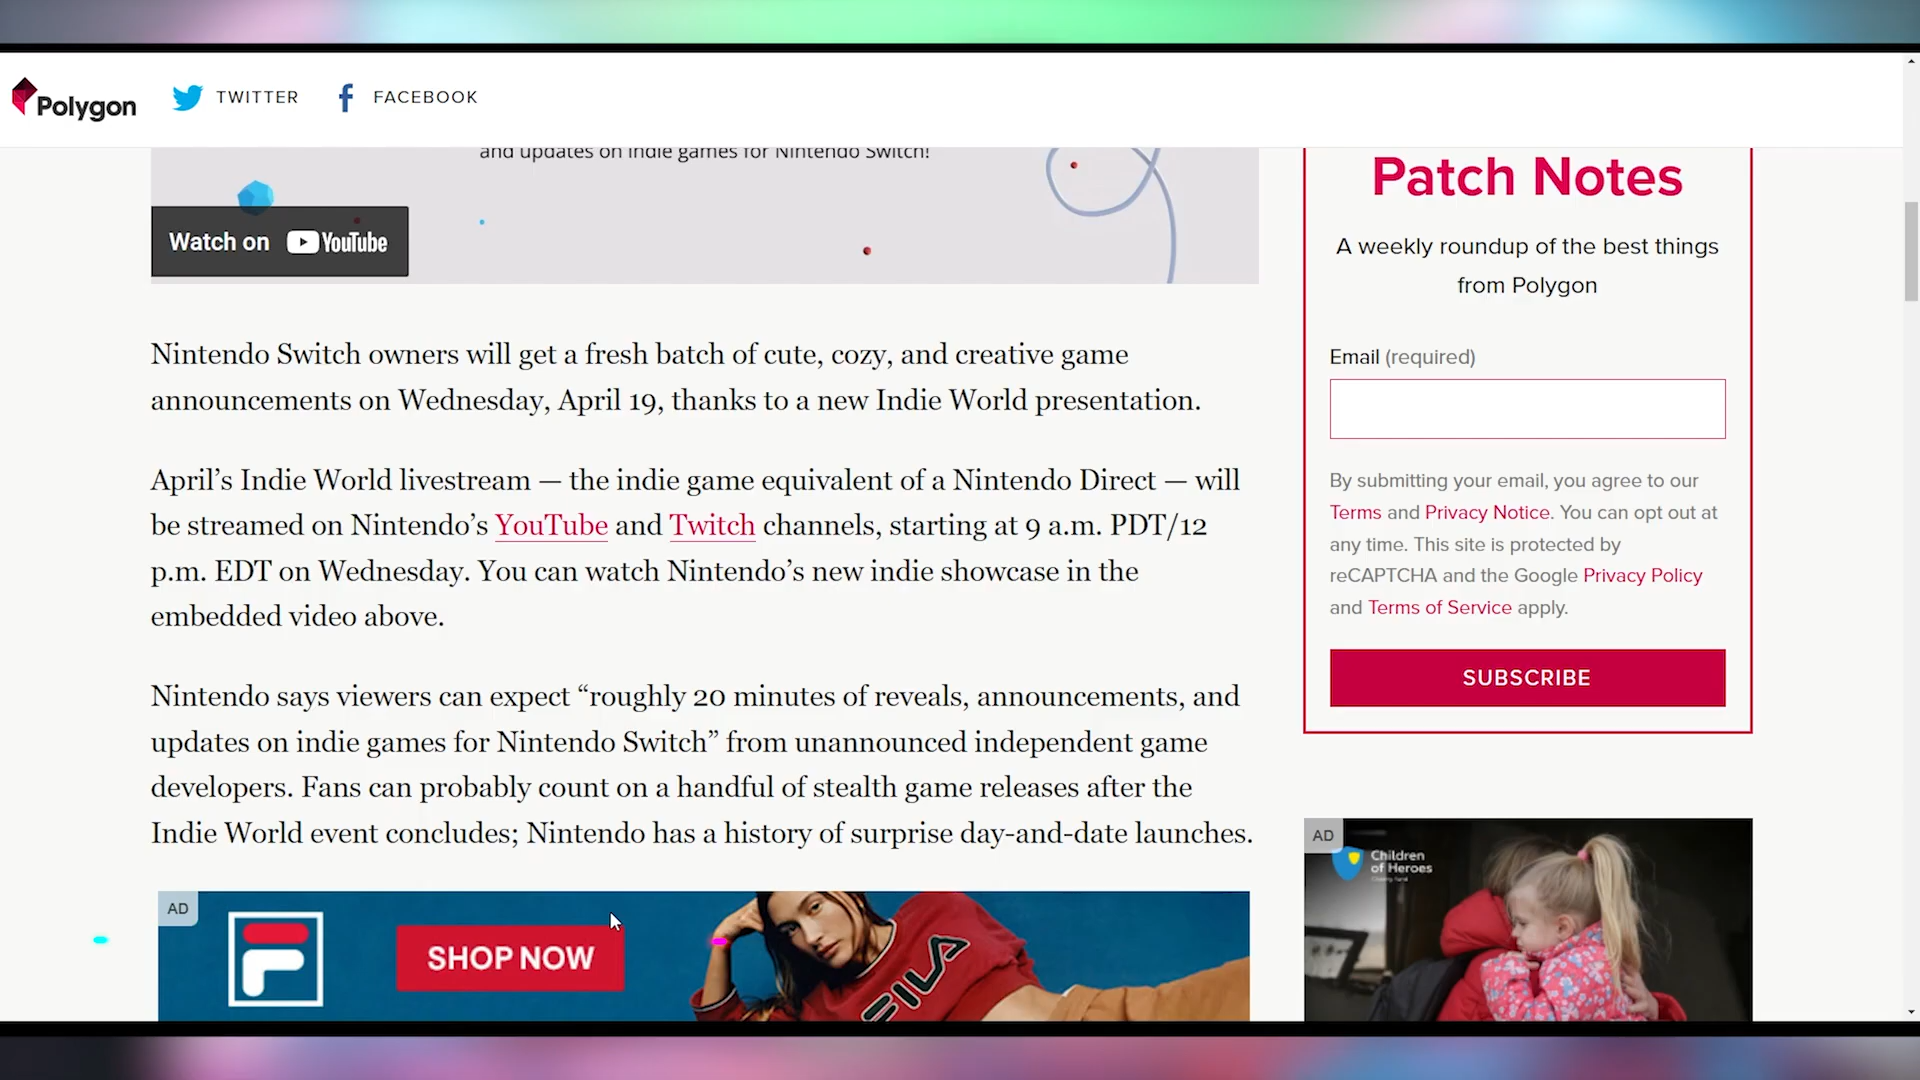 Polygon
TWITTER
FACEBOOK
and updates on indie games for Nintendo Switch!
Watch on YouTube
Nintendo Switch owners will get a fresh batch of cute, cozy, and creative game
announcements on Wednesday, April 19, thanks to a new Indie World presentation.
April’s Indie World livestream — the indie game equivalent of a Nintendo Direct — will
be streamed on Nintendo’s YouTube and Twitch channels, starting at 9 a.m. PDT/12
p.m. EDT on Wednesday. You can watch Nintendo’s new indie showcase in the
embedded video above.
Nintendo says viewers can expect “roughly 20 minutes of reveals, announcements, and
updates on indie games for Nintendo Switch” from unannounced independent game
developers. Fans can probably count on a handful of stealth game releases after the
Indie World event concludes; Nintendo has a history of surprise day-and-date launches.
AD
SHOP NOW
FILA
Patch Notes
A weekly roundup of the best things
from Polygon
Email (required)
By submitting your email, you agree to our
Terms and Privacy Notice. You can opt out at
any time. This site is protected by
reCAPTCHA and the Google Privacy Policy
and Terms of Service apply.
SUBSCRIBE
AD
Children
of Heroes